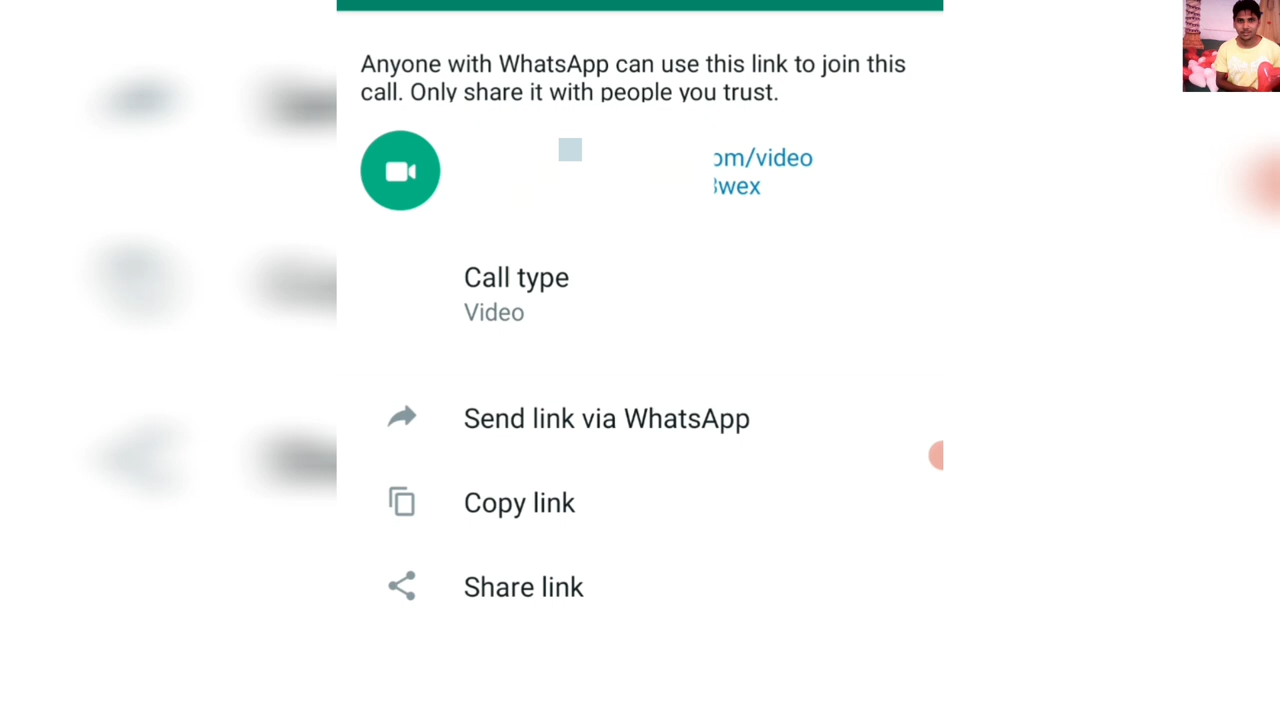 Anyone with WhatsApp can use this link to join this
call. Only share it with people you trust.
om/video
wex
Call type
Video
Send link via WhatsApp
Copy link
Share link